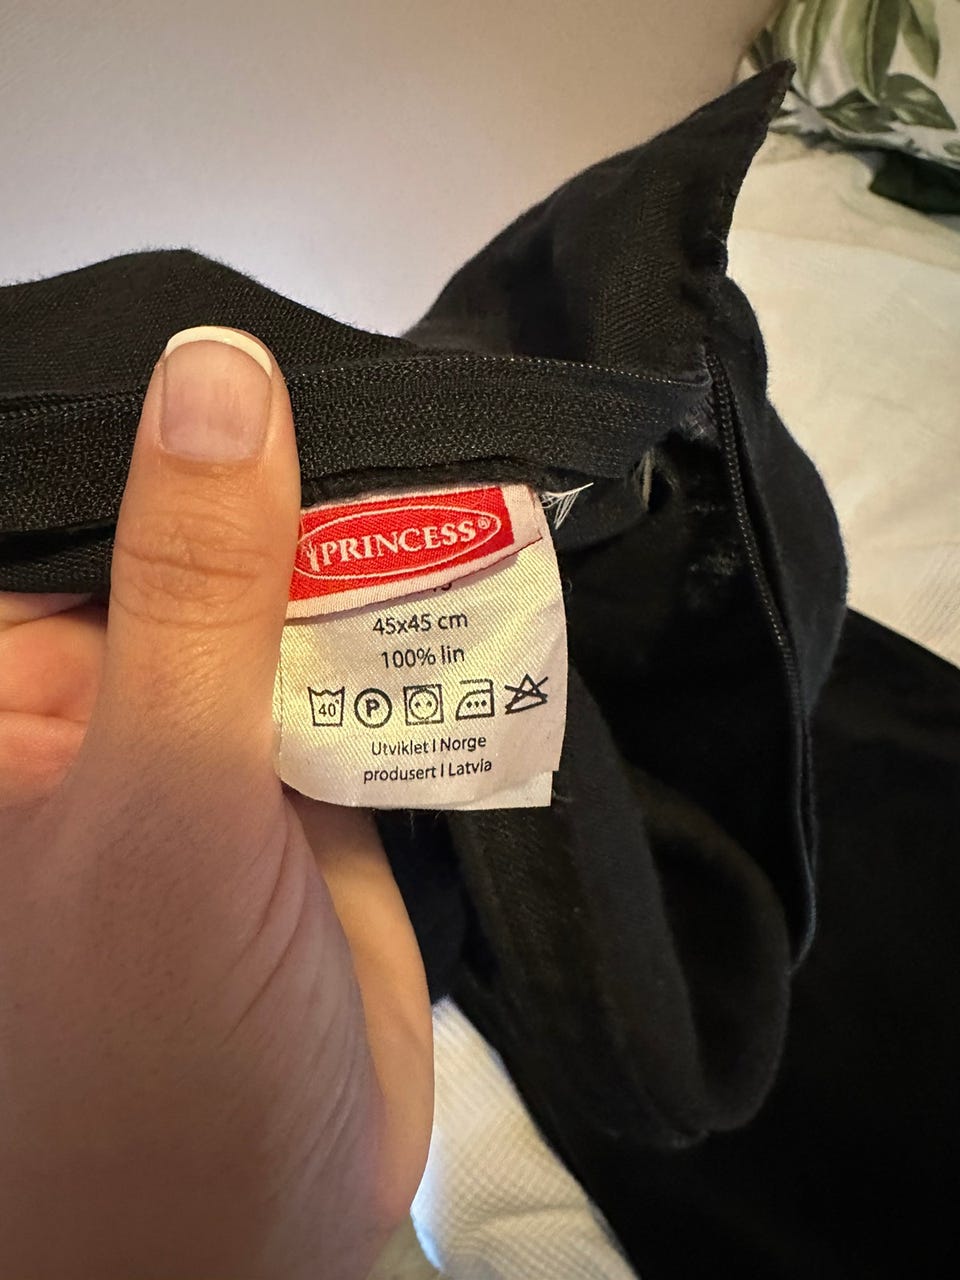 PRINCESS®
45x45 cm
100% lin
40 P
Utviklet I Norge
produsert I Latvia